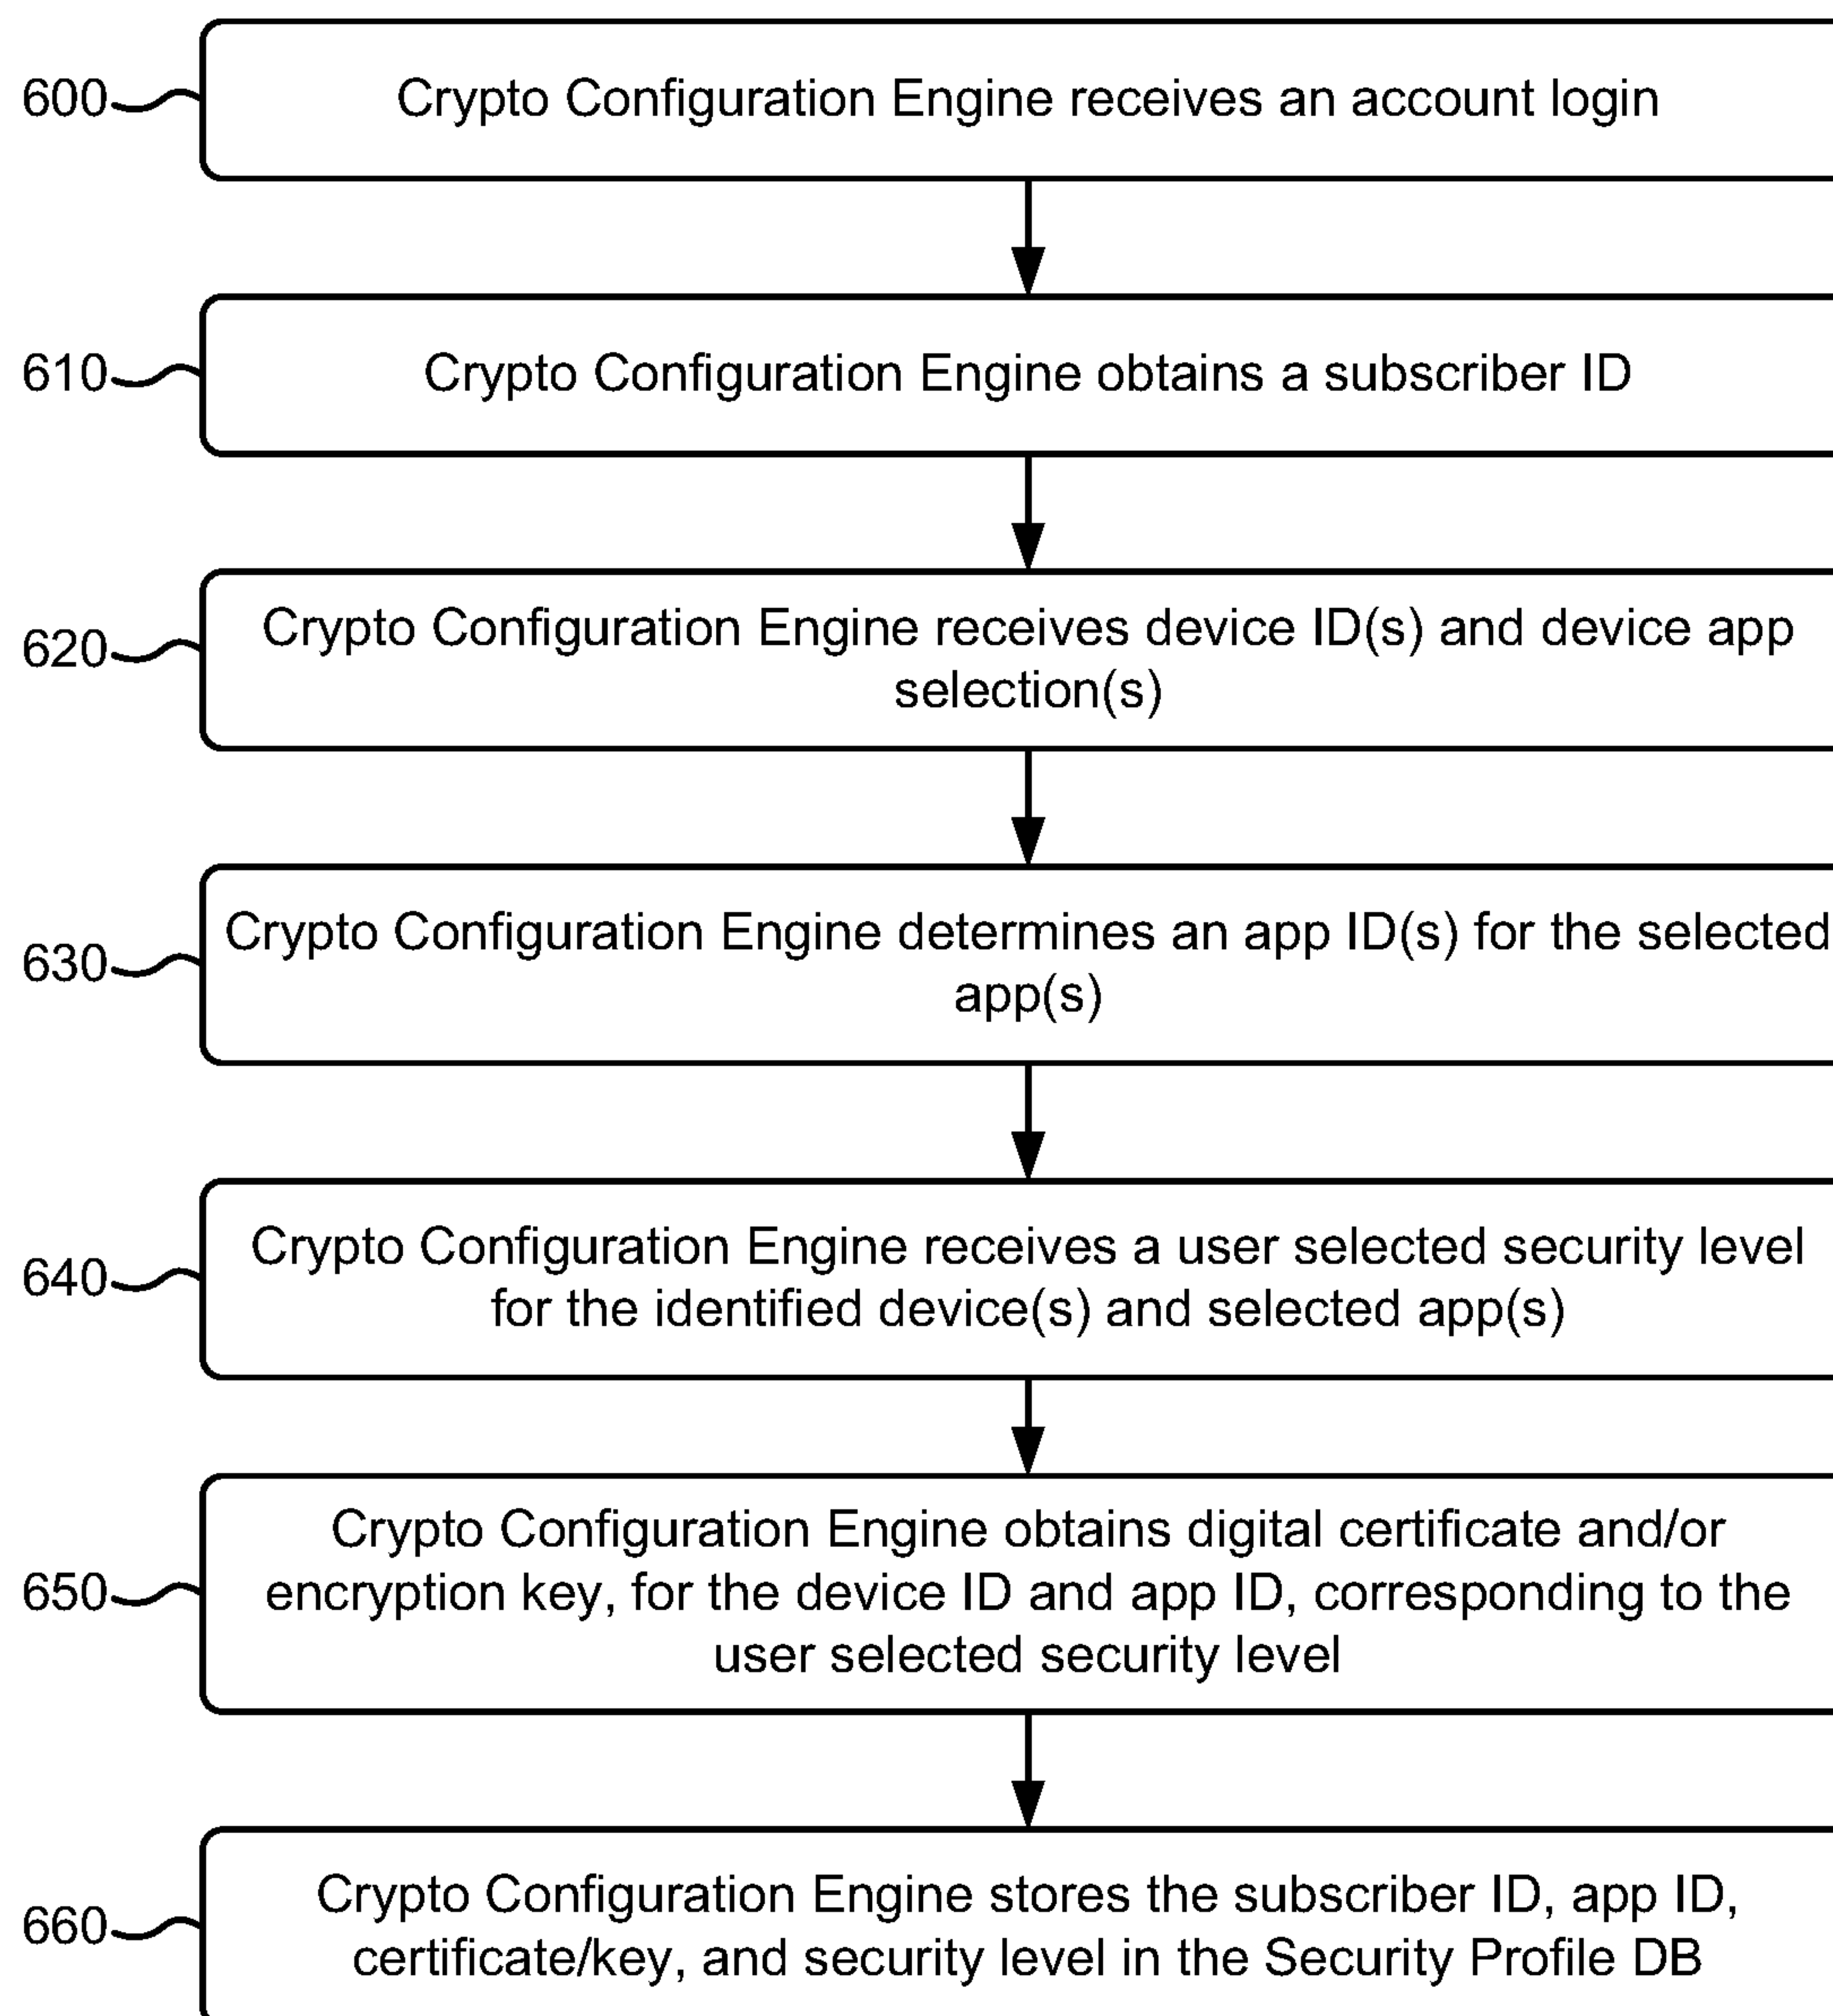 600
Crypto Configuration Engine receives an account login
610
Crypto Configuration Engine obtains a subscriber ID
620
Crypto Configuration Engine receives device ID(s) and device app
selection(s)
630
Crypto Configuration Engine determines an app ID(s) for the selected
app(s)
640
Crypto Configuration Engine receives a user selected security level
for the identified device(s) and selected app(s)
650
Crypto Configuration Engine obtains digital certificate and/or
encryption key, for the device ID and app ID, corresponding to the
user selected security level
660
Crypto Configuration Engine stores the subscriber ID, app ID,
certificate/key, and security level in the Security Profile DB